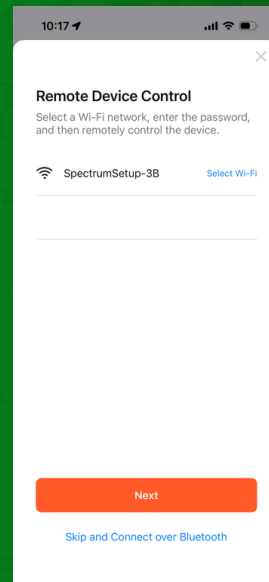 10:17
Remote Device Control
Select a Wi-Fi network, enter the password,
and then remotely control the device.
SpectrumSetup-3B Select Wi-Fi
Next
Skip and Connect over Bluetooth